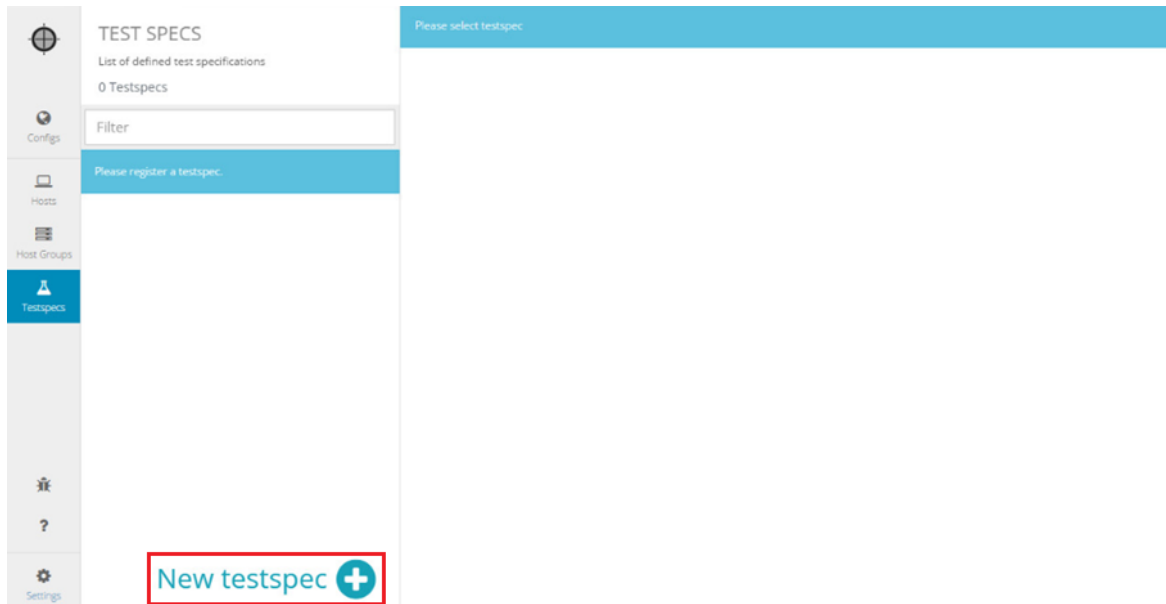 Configs
Hosts
Host Groups
Testspecs
?
Settings
TEST SPECS
List of defined test specifications
0 Testspecs
Filter
Please register a testspec.
New testspec
Please select testspec